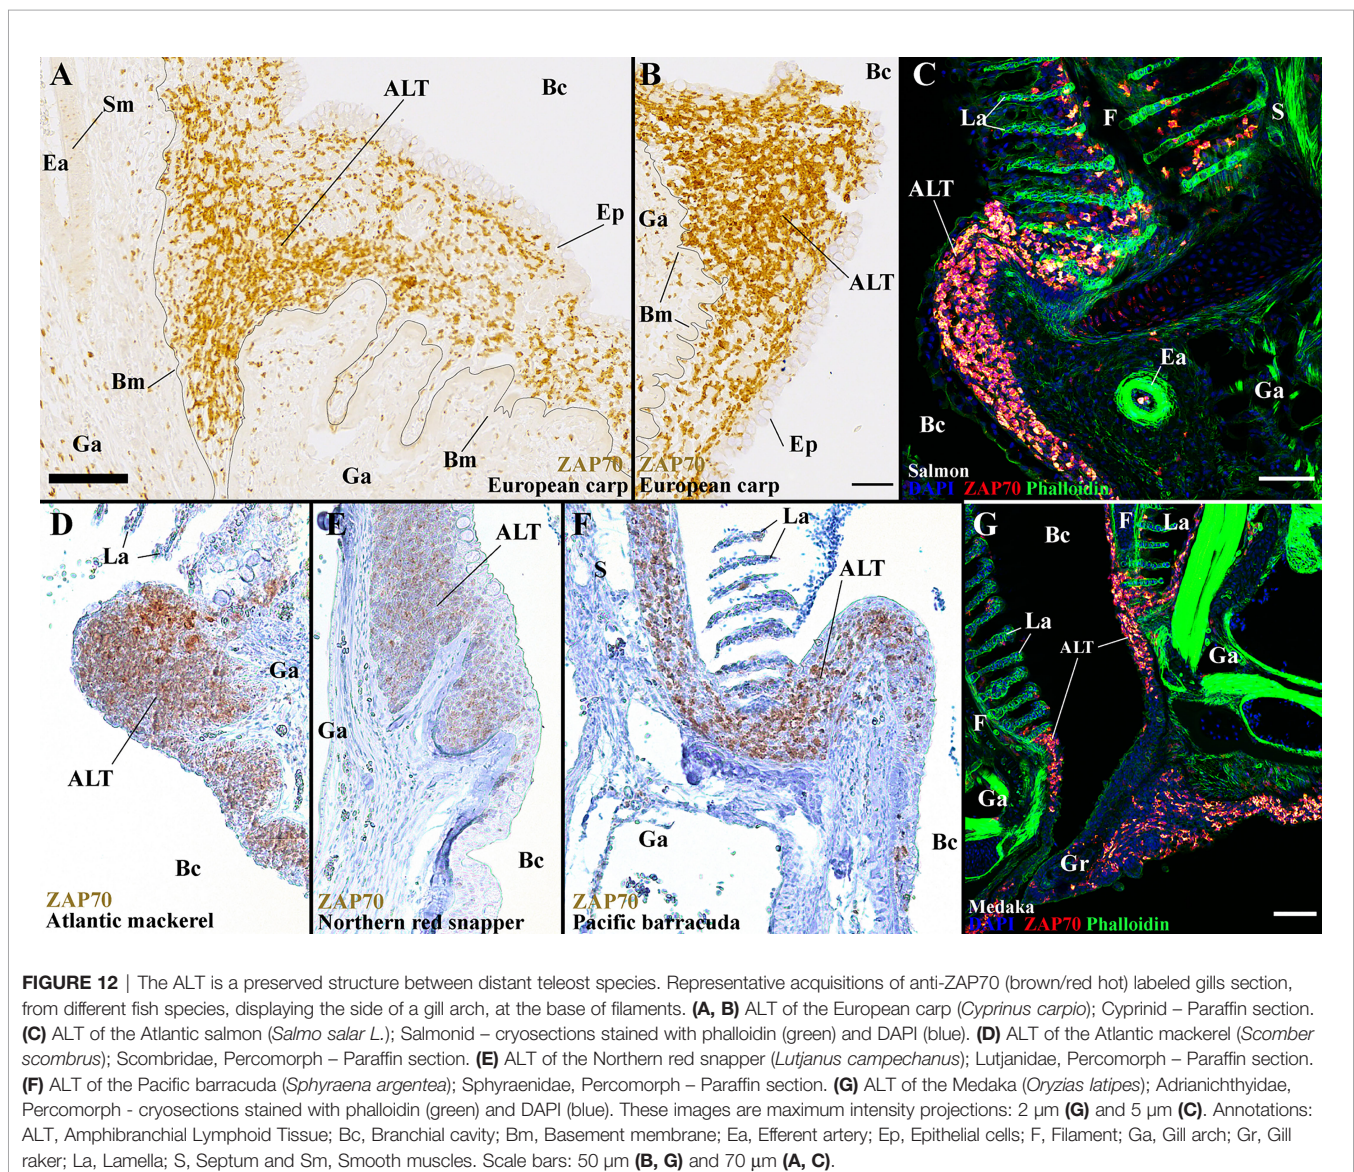 A
Sm
Ea
ALT
Bc
Ep
Bm
Ga
Ga
Bm
ZAP70
European carp
B
Bc
Ga
Bm
ALT
Ep
ZAP70
European carp
C
La
F
S
ALT
Ea
Ga
Bc
Salmon
DAPI ZAP70 Phalloidin
D
La
Ga
ALT
Bc
ZAP70
Atlantic mackerel
E
ALT
Ga
Bc
ZAP70
Northern red snapper
F
La
S
ALT
Ga
Bc
ZAP70
Pacific barracuda
G
Bc
F
La
La
ALT
Ga
F
Ga
Gr
Medaka
DAPI ZAP70 Phalloidin
FIGURE 12 | The ALT is a preserved structure between distant teleost species. Representative acquisitions of anti-ZAP70 (brown/red hot) labeled gills section,
from different fish species, displaying the side of a gill arch, at the base of filaments. (A, B) ALT of the European carp (Cyprinus carpio); Cyprinid – Paraffin section.
(C) ALT of the Atlantic salmon (Salmo salar L.); Salmonid – cryosections stained with phalloidin (green) and DAPI (blue). (D) ALT of the Atlantic mackerel (Scomber
scombrus); Scombridae, Percomorph – Paraffin section. (E) ALT of the Northern red snapper (Lutjanus campechanus); Lutjanidae, Percomorph – Paraffin section.
(F) ALT of the Pacific barracuda (Sphyraena argentea); Sphyraenidae, Percomorph – Paraffin section. (G) ALT of the Medaka (Oryzias latipes); Adrianichthyidae,
Percomorph - cryosections stained with phalloidin (green) and DAPI (blue). These images are maximum intensity projections: 2 µm (G) and 5 µm (C). Annotations:
ALT, Amphibranchial Lymphoid Tissue; Bc, Branchial cavity; Bm, Basement membrane; Ea, Efferent artery; Ep, Epithelial cells; F, Filament; Ga, Gill arch; Gr, Gill
raker; La, Lamella; S, Septum and Sm, Smooth muscles. Scale bars: 50 µm (B, G) and 70 µm (A, C).